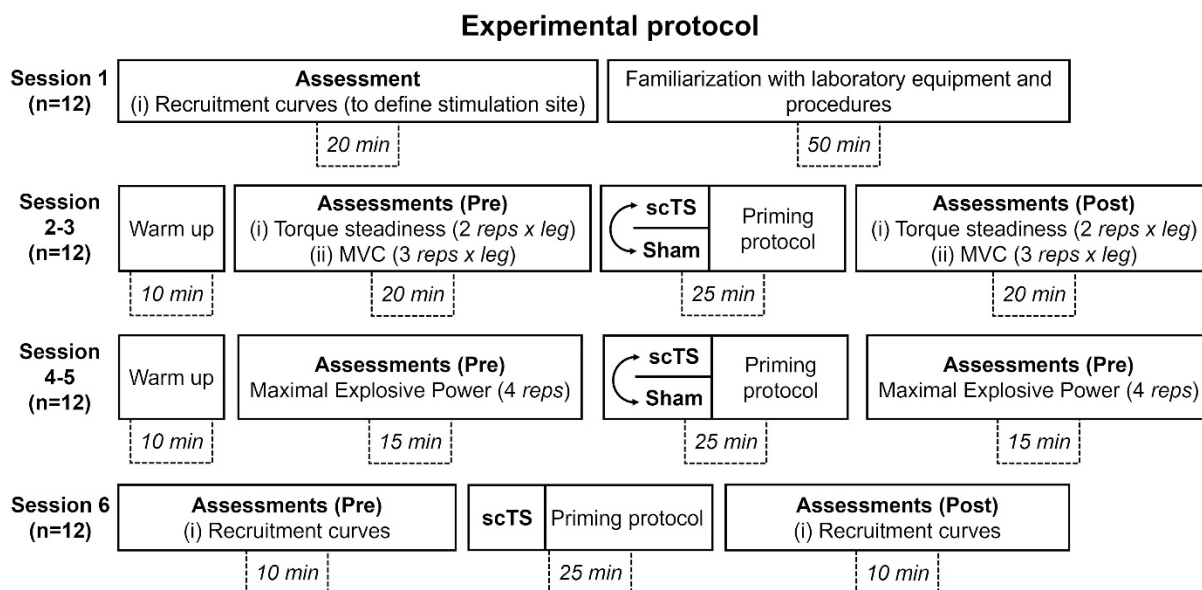 Experimental protocol
Session 1
(n=12)
Assessment
(i) Recruitment curves (to define stimulation site)
20 min
Familiarization with laboratory equipment and
procedures
50 min
Session
2-3
(n=12)
Warm up
10 min
Assessments (Pre)
(i) Torque steadiness (2 reps x leg)
(ii) MVC (3 reps x leg)
20 min
scTS
Sham
Priming
protocol
25 min
Assessments (Post)
(i) Torque steadiness (2 reps x leg)
(ii) MVC (3 reps x leg)
20 min
Session
4-5
(n=12)
Warm up
10 min
Assessments (Pre)
Maximal Explosive Power (4 reps)
15 min
scTS
Sham
Priming
protocol
25 min
Assessments (Pre)
Maximal Explosive Power (4 reps)
15 min
Session 6
(n=12)
Assessments (Pre)
(i) Recruitment curves
10 min
scTS
Priming protocol
25 min
Assessments (Post)
(i) Recruitment curves
10 min